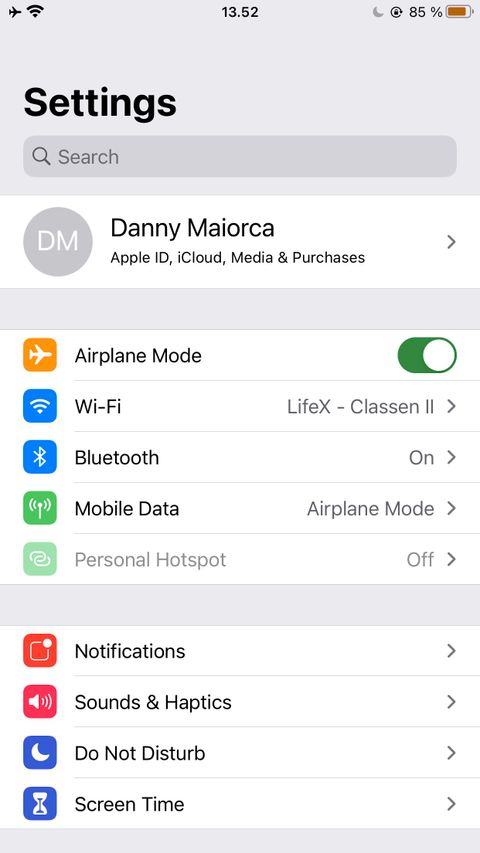 13.52
85 %
Settings
Search
DM
Danny Maiorca
Apple ID, iCloud, Media & Purchases
Airplane Mode
Wi-Fi LifeX - Classen II
Bluetooth On
Mobile Data Airplane Mode
Personal Hotspot Off
Notifications
Sounds & Haptics
Do Not Disturb
Screen Time